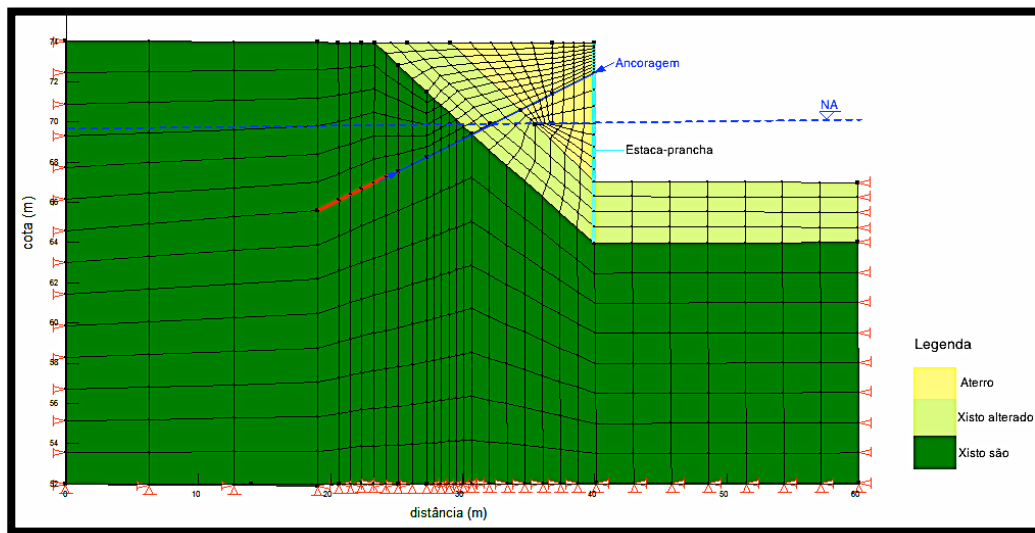 74
72
Ancoragem
70
NA
68
Estaca-prancha
66
cota (m)
64
62
60
58
56
54
52
0
10
20
30
40
50
60
distância (m)
Legenda
Aterro
Xisto alterado
Xisto são